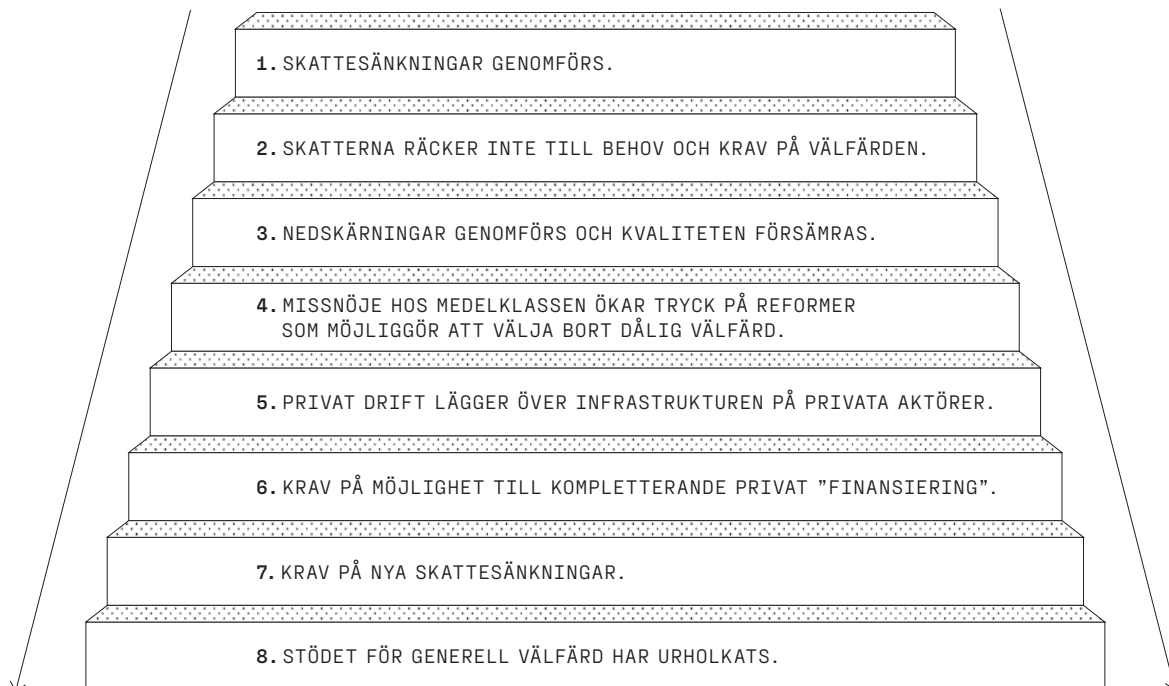 1. SKATTESÄNKNINGAR GENOMFÖRS.
2. SKATTERNA RÄCKER INTE TILL BEHOV OCH KRAV PÅ VÄLFÄRDEN.
3. NEDSKÄRNINGAR GENOMFÖRS OCH KVALITETEN FÖRSÄMRAS.
4. MISSNÖJE HOS MEDELKLASSEN ÖKAR TRYCK PÅ REFORMER
SOM MÖJLIGGÖR ATT VÄLJA BORT DÅLIG VÄLFÄRD.
5. PRIVAT DRIFT LÄGGER ÖVER INFRASTRUKTUREN PÅ PRIVATA AKTÖRER.
6. KRAV PÅ MÖJLIGHET TILL KOMPLETTERANDE PRIVAT ”FINANSIERING”.
7. KRAV PÅ NYA SKATTESÄNKNINGAR.
8. STÖDET FÖR GENERELL VÄLFÄRD HAR URHOLKATS.